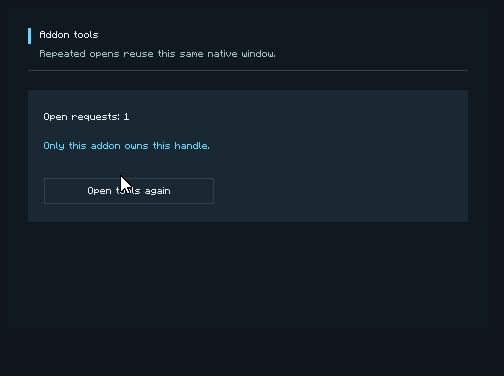 Addon tools
Repeated opens reuse this same native window.
Open requests: 1
Only this addon owns this handle.
Open tools again